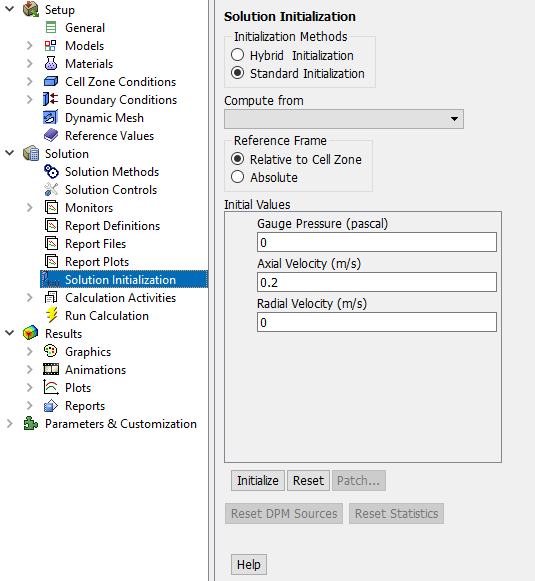 Setup
General
Models
Materials
Cell Zone Conditions
Boundary Conditions
Dynamic Mesh
Reference Values
Solution
Solution Methods
Solution Controls
Monitors
Report Definitions
Report Files
Report Plots
Solution Initialization
Calculation Activities
Run Calculation
Results
Graphics
Animations
Plots
Reports
Parameters & Customization
Solution Initialization
Initialization Methods
Hybrid Initialization
Standard Initialization
Compute from
Reference Frame
Relative to Cell Zone
Absolute
Initial Values
Gauge Pressure (pascal)
0
Axial Velocity (m/s)
0.2
Radial Velocity (m/s)
0
Initialize Reset Patch...
Reset DPM Sources Reset Statistics
Help